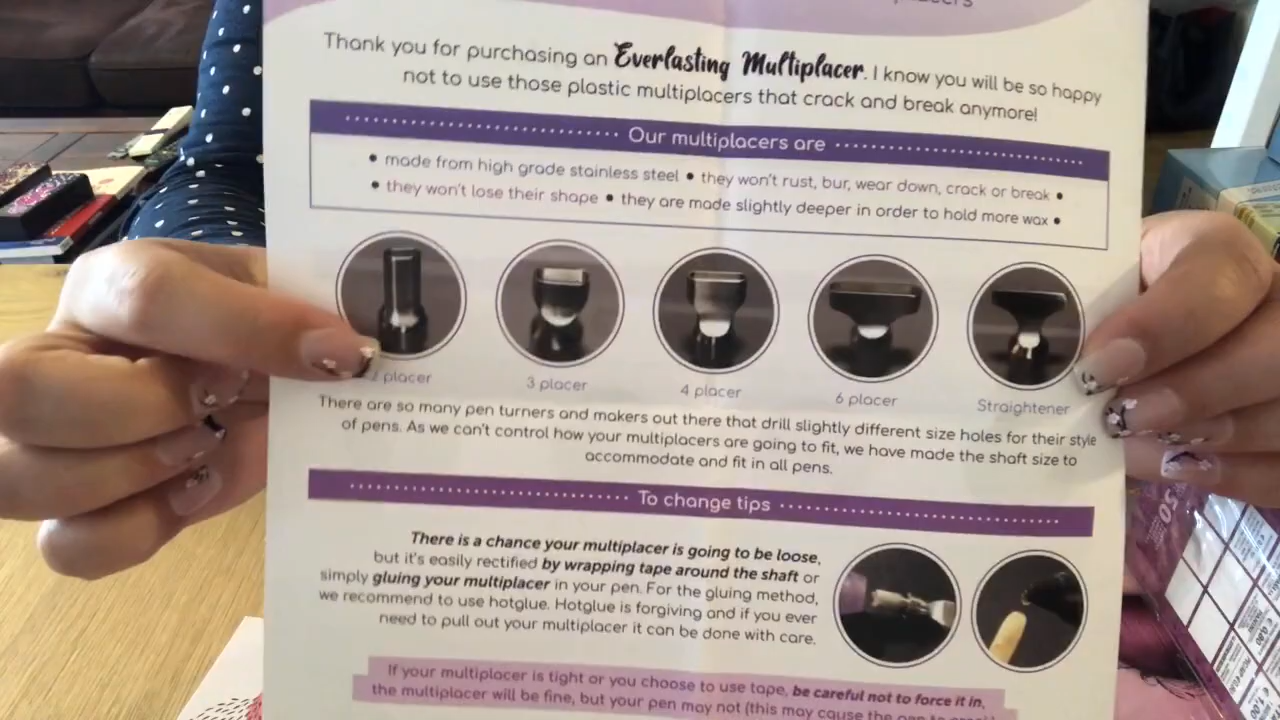 Thank you for purchasing an Everlasting Multiplacer. I know you will be so happy
not to use those plastic multiplacers that crack and break anymore!
Our multiplacers are
• made from high grade stainless steel • they won't rust, bur, wear down, crack or break •
• they won't lose their shape • they are made slightly deeper in order to hold more wax •
placer
3 placer
4 placer
6 placer
Straightener
There are so many pen turners and makers out there that drill slightly different size holes for their style
of pens. As we can't control how your multiplacers are going to fit, we have made the shaft size to
accommodate and fit in all pens.
To change tips
There is a chance your multiplacer is going to be loose,
but it's easily rectified by wrapping tape around the shaft or
simply gluing your multiplacer in your pen. For the gluing method,
we recommend to use hotglue. Hotglue is forgiving and if you ever
need to pull out your multiplacer it can be done with care.
If your multiplacer is tight or you choose to use tape, be careful not to force it in,
the multiplacer will be fine, but your pen may not (this may cause the pen to
50